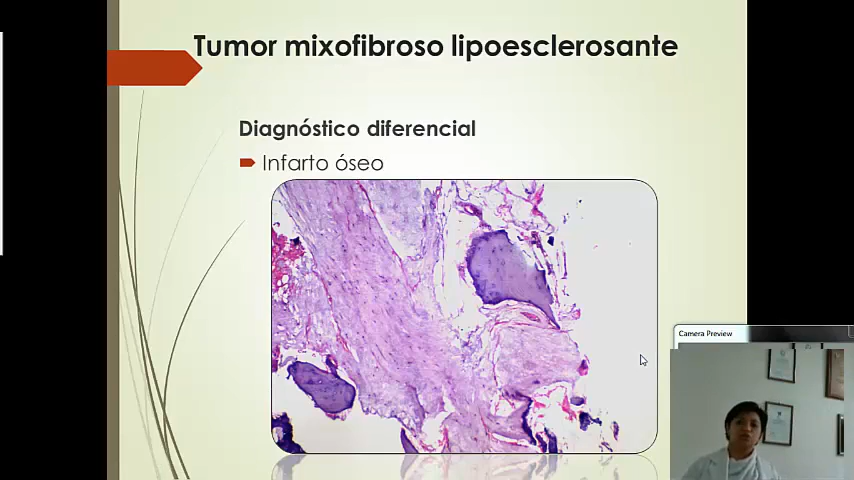 Tumor mixofibroso lipoesclerosante
Diagnóstico diferencial
Infarto óseo
Camera Preview